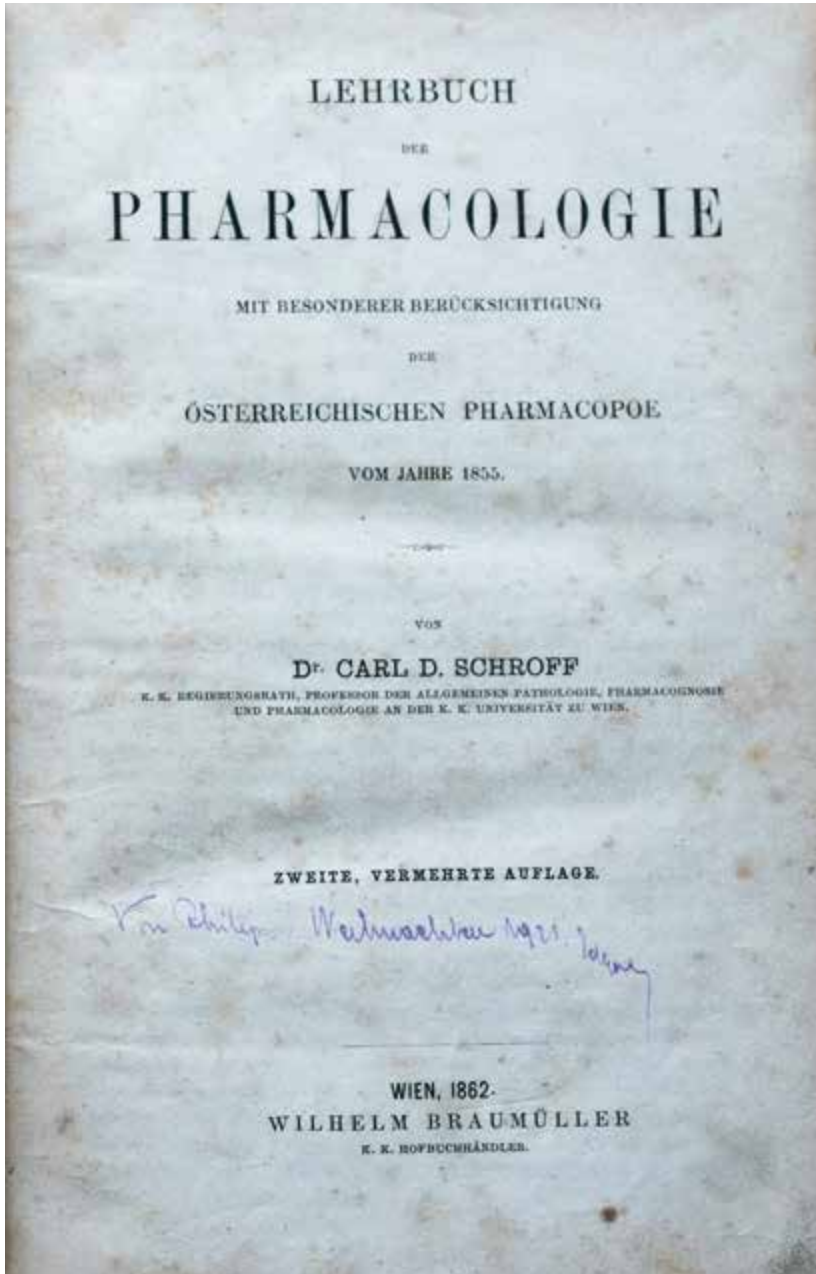 LEHRBUCH
DER
PHARMACOLOGIE
MIT BESONDERER BERÜCKSICHTIGUNG
DER
ÖSTERREICHISCHEN PHARMACOPOE
VOM JAHRE 1855.
VON
Dr. CARL D. SCHROFF
K. K. REGIERUNGSRATH, PROFESSOR DER ALLGEMEINEN PATHOLOGIE, PHARMACOGNOSIE
UND PHARMACOLOGIE AN DER K. K. UNIVERSITÄT ZU WIEN.
ZWEITE, VERMEHRTE AUFLAGE.
Von Philipp Weihnachten 1921.
WIEN, 1862.
WILHELM BRAUMÜLLER
K. K. HOFBUCHHÄNDLER.